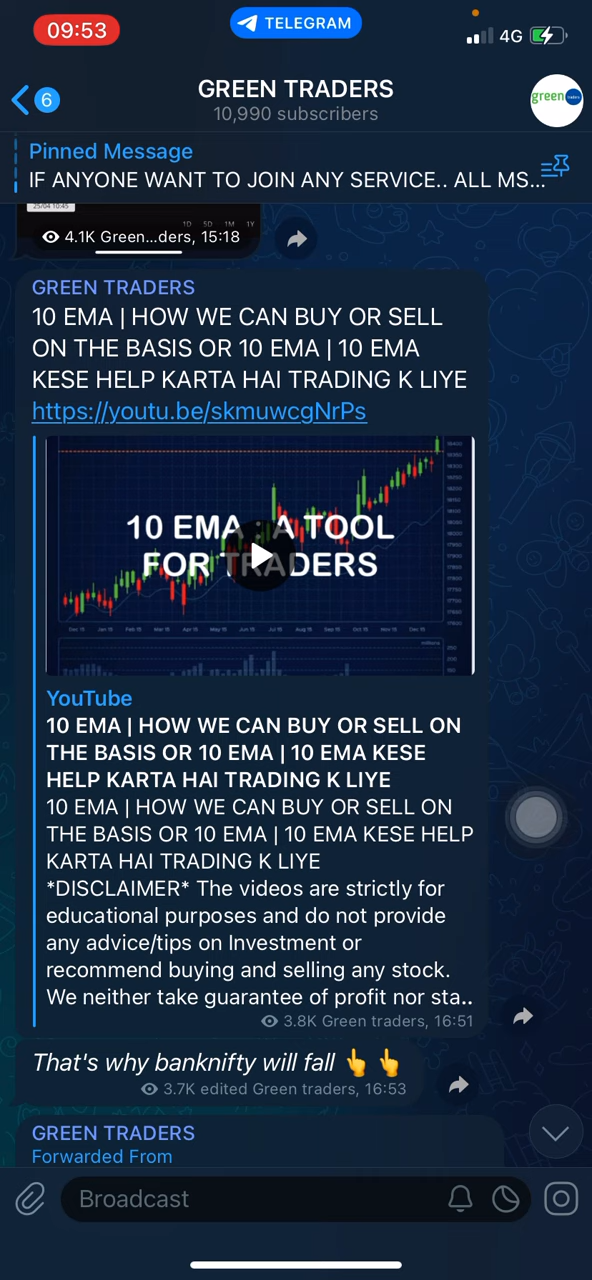 09:53
TELEGRAM
4G
6
GREEN TRADERS
10,990 subscribers
green
Pinned Message
IF ANYONE WANT TO JOIN ANY SERVICE.. ALL MS...
25/04 10:45
1D 5D 1M 1Y
4.1K Green...ders, 15:18
GREEN TRADERS
10 EMA | HOW WE CAN BUY OR SELL
ON THE BASIS OR 10 EMA | 10 EMA
KESE HELP KARTA HAI TRADING K LIYE
https://youtu.be/skmuwcgNrPs
10 EMA : A TOOL
FOR TRADERS
YouTube
10 EMA | HOW WE CAN BUY OR SELL ON
THE BASIS OR 10 EMA | 10 EMA KESE
HELP KARTA HAI TRADING K LIYE
10 EMA | HOW WE CAN BUY OR SELL ON
THE BASIS OR 10 EMA | 10 EMA KESE HELP
KARTA HAI TRADING K LIYE
*DISCLAIMER* The videos are strictly for
educational purposes and do not provide
any advice/tips on Investment or
recommend buying and selling any stock.
We neither take guarantee of profit nor sta..
3.8K Green traders, 16:51
That's why banknifty will fall 👆 👆
3.7K edited Green traders, 16:53
GREEN TRADERS
Forwarded From
Broadcast